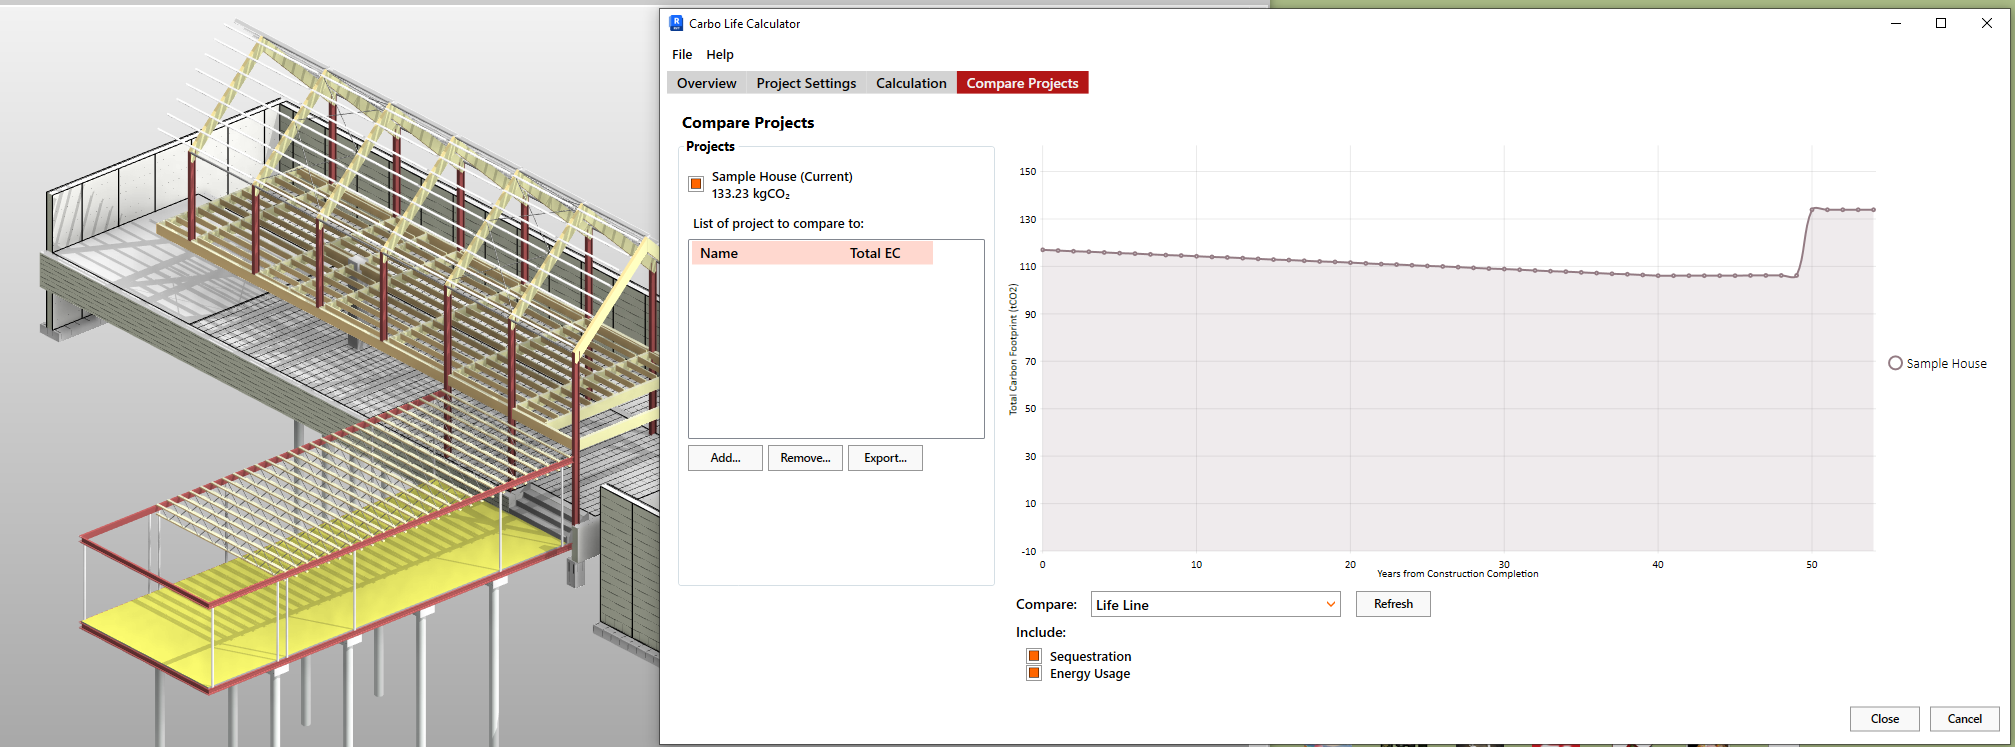 Carbo Life Calculator
File Help
Overview Project Settings Calculation Compare Projects
Compare Projects
Projects
Sample House (Current)
133.23 kgCO₂
List of project to compare to:
Name Total EC
Add... Remove... Export...
150
130
110
90
70
50
30
10
-10
Total Carbon Footprint (tCO2)
0 10 20 30 40 50
Years from Construction Completion
Sample House
Compare: Life Line Refresh
Include:
Sequestration
Energy Usage
Close Cancel